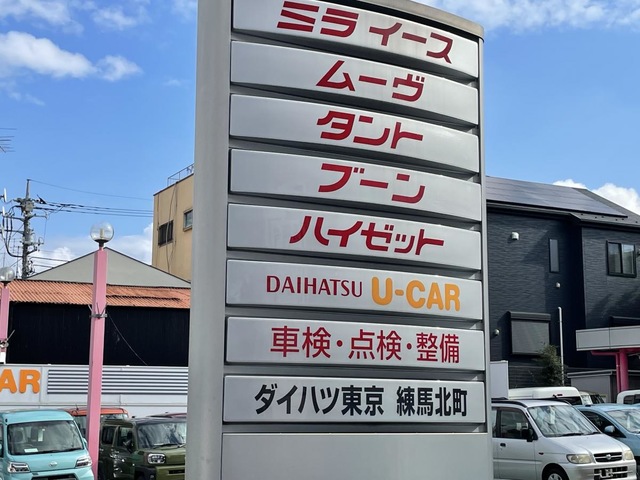 ミライース
ムーヴ
タント
ブーン
ハイゼット
DAIHATSU U-CAR
車検・点検・整備
ダイハツ東京 練馬北町
AR